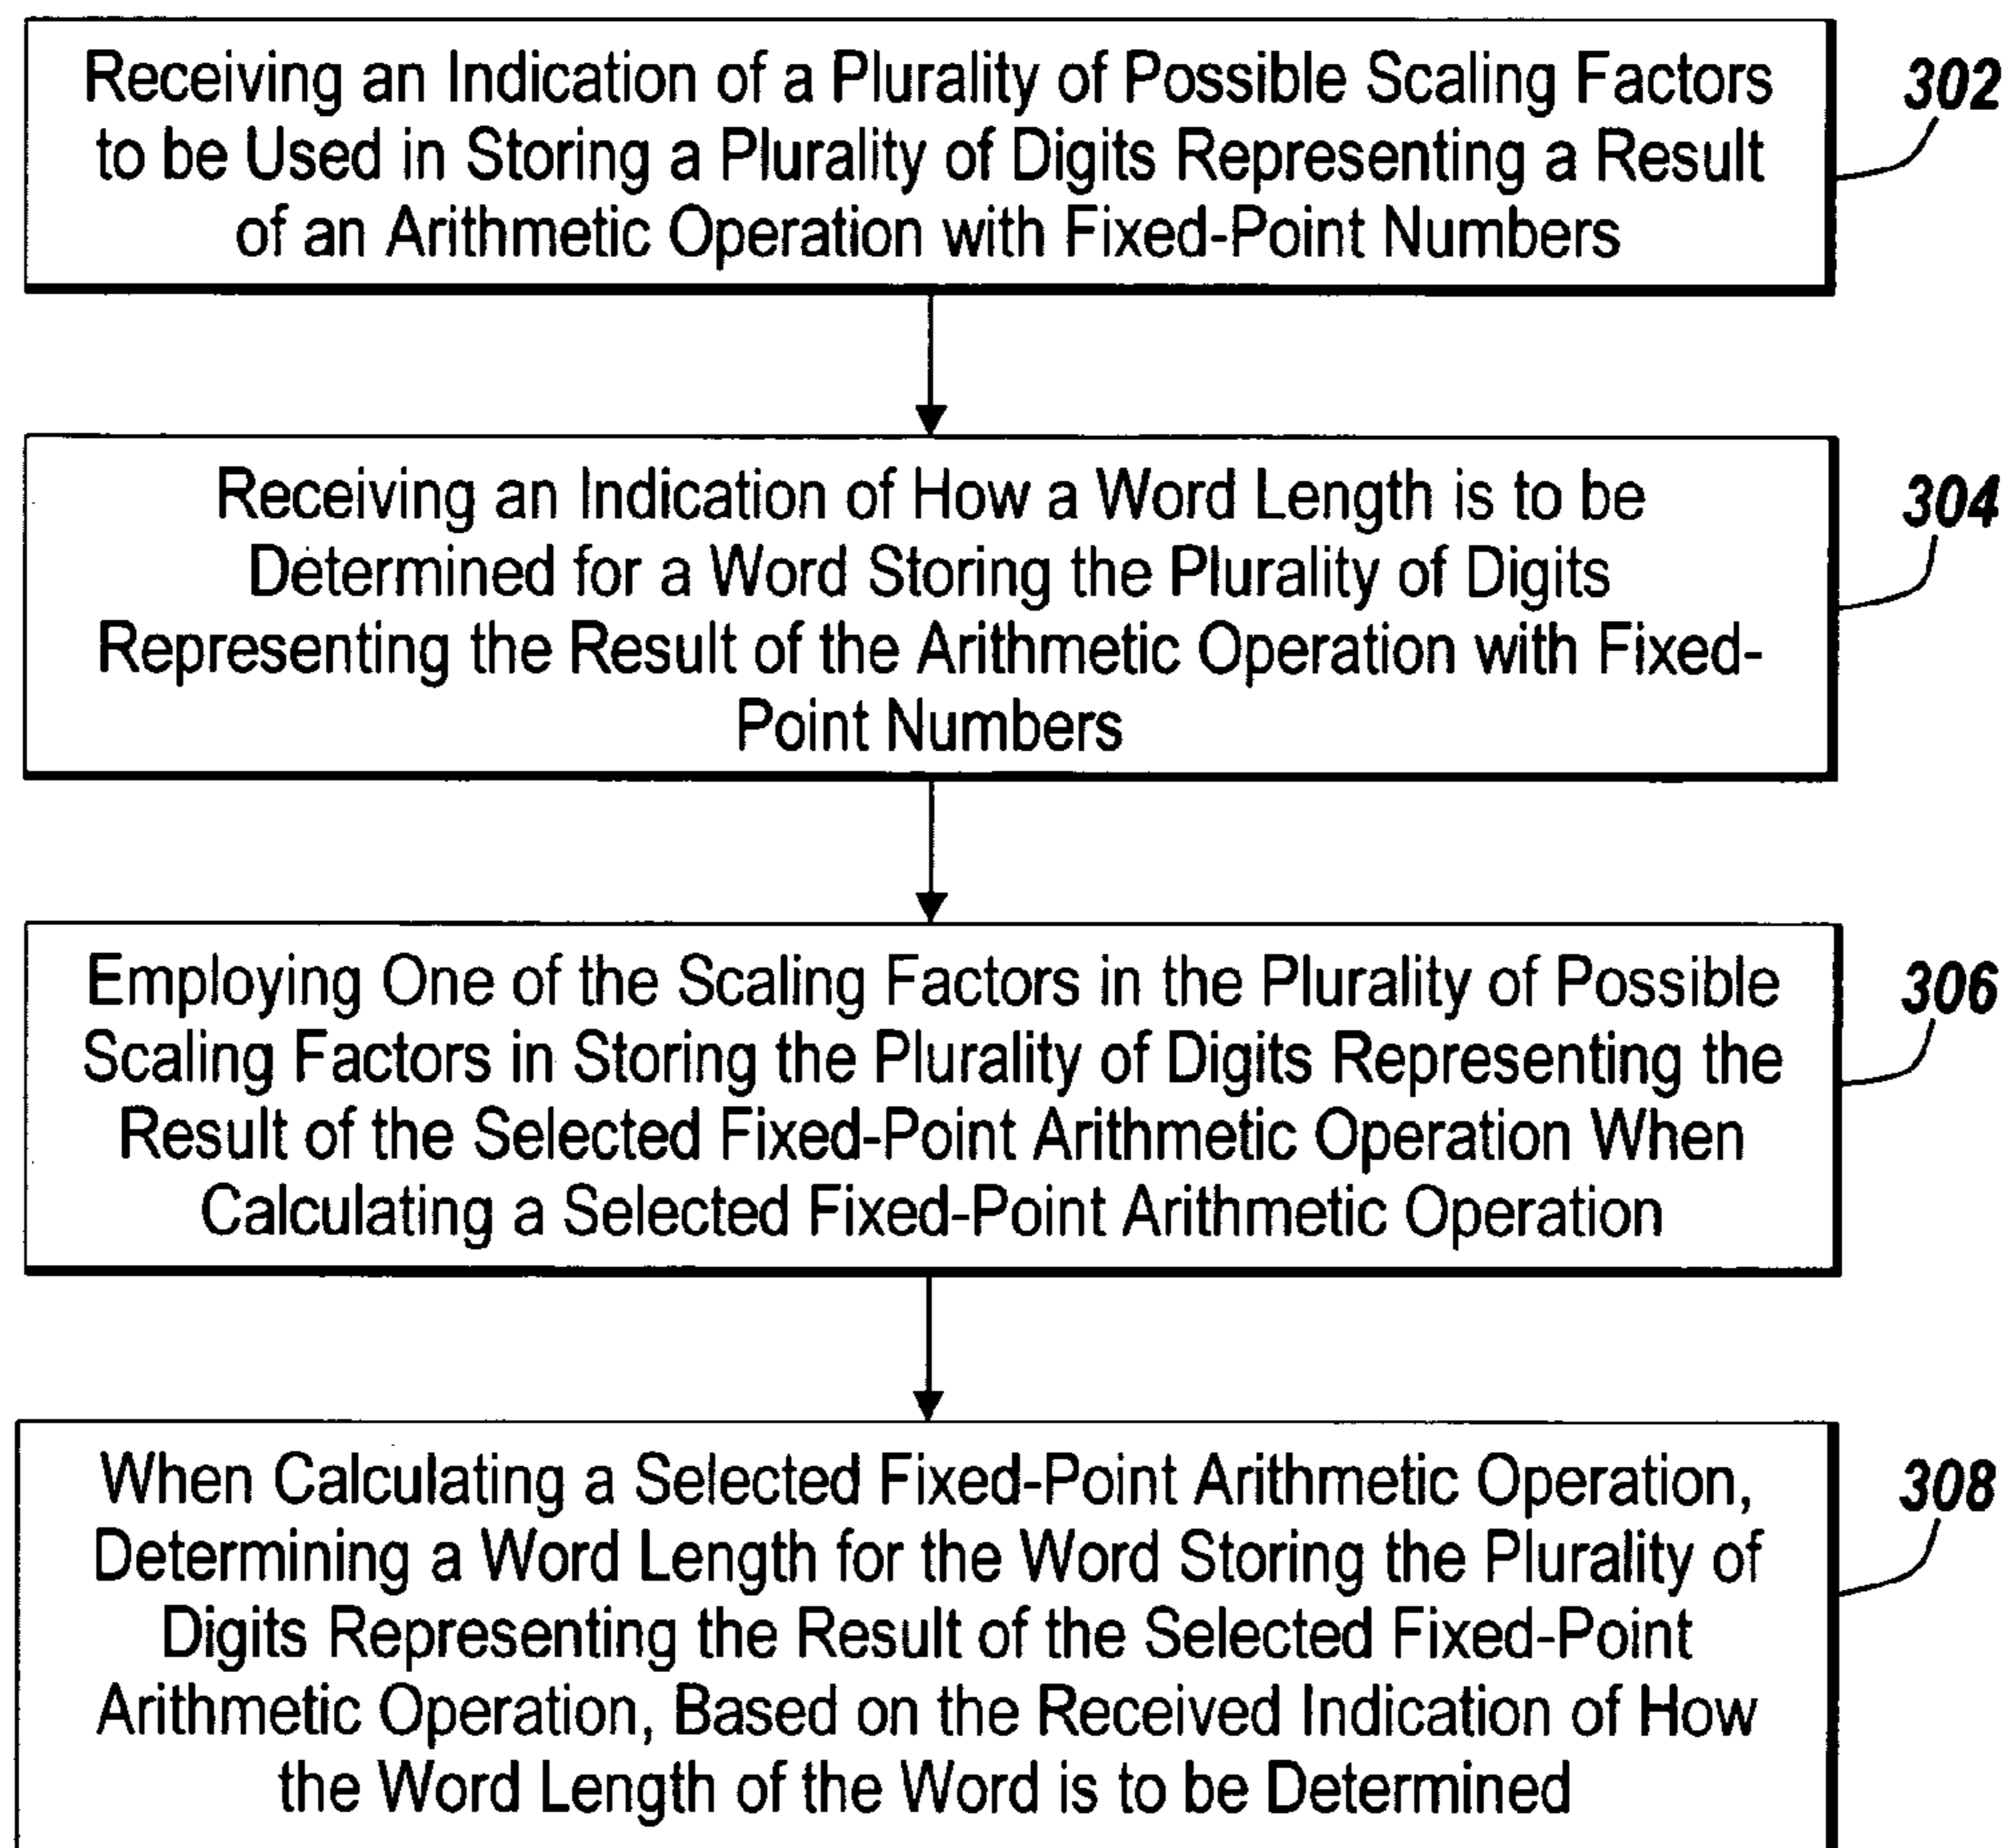 Receiving an Indication of a Plurality of Possible Scaling Factors
to be Used in Storing a Plurality of Digits Representing a Result
of an Arithmetic Operation with Fixed-Point Numbers
302
Receiving an Indication of How a Word Length is to be
Determined for a Word Storing the Plurality of Digits
Representing the Result of the Arithmetic Operation with Fixed-
Point Numbers
304
Employing One of the Scaling Factors in the Plurality of Possible
Scaling Factors in Storing the Plurality of Digits Representing the
Result of the Selected Fixed-Point Arithmetic Operation When
Calculating a Selected Fixed-Point Arithmetic Operation
306
When Calculating a Selected Fixed-Point Arithmetic Operation,
Determining a Word Length for the Word Storing the Plurality of
Digits Representing the Result of the Selected Fixed-Point
Arithmetic Operation, Based on the Received Indication of How
the Word Length of the Word is to be Determined
308